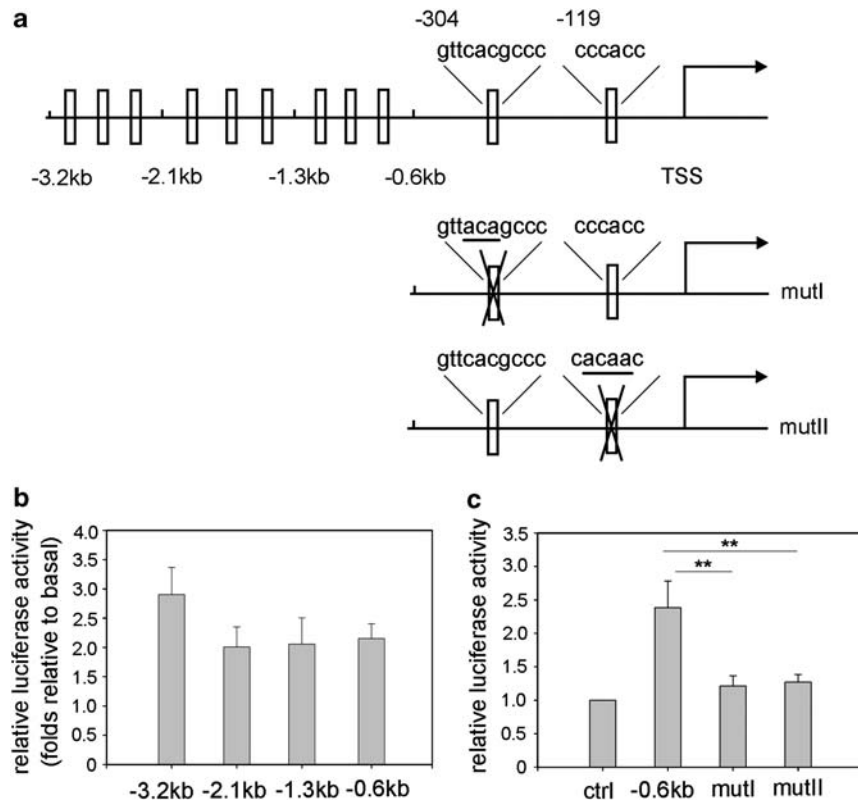 a
-304 -119
gttcacgccc cccacc
-3.2kb -2.1kb -1.3kb -0.6kb TSS
gttacagccc cccacc
mutI
gttcacgccc cacaac
mutII
b
relative luciferase activity
(folds relative to basal)
4.0
3.5
3.0
2.5
2.0
1.5
1.0
0.5
0
-3.2kb -2.1kb -1.3kb -0.6kb
c
relative luciferase activity
3.5
3.0
2.5
2.0
1.5
1.0
0.5
0
**
**
ctrl -0.6kb mutI mutII